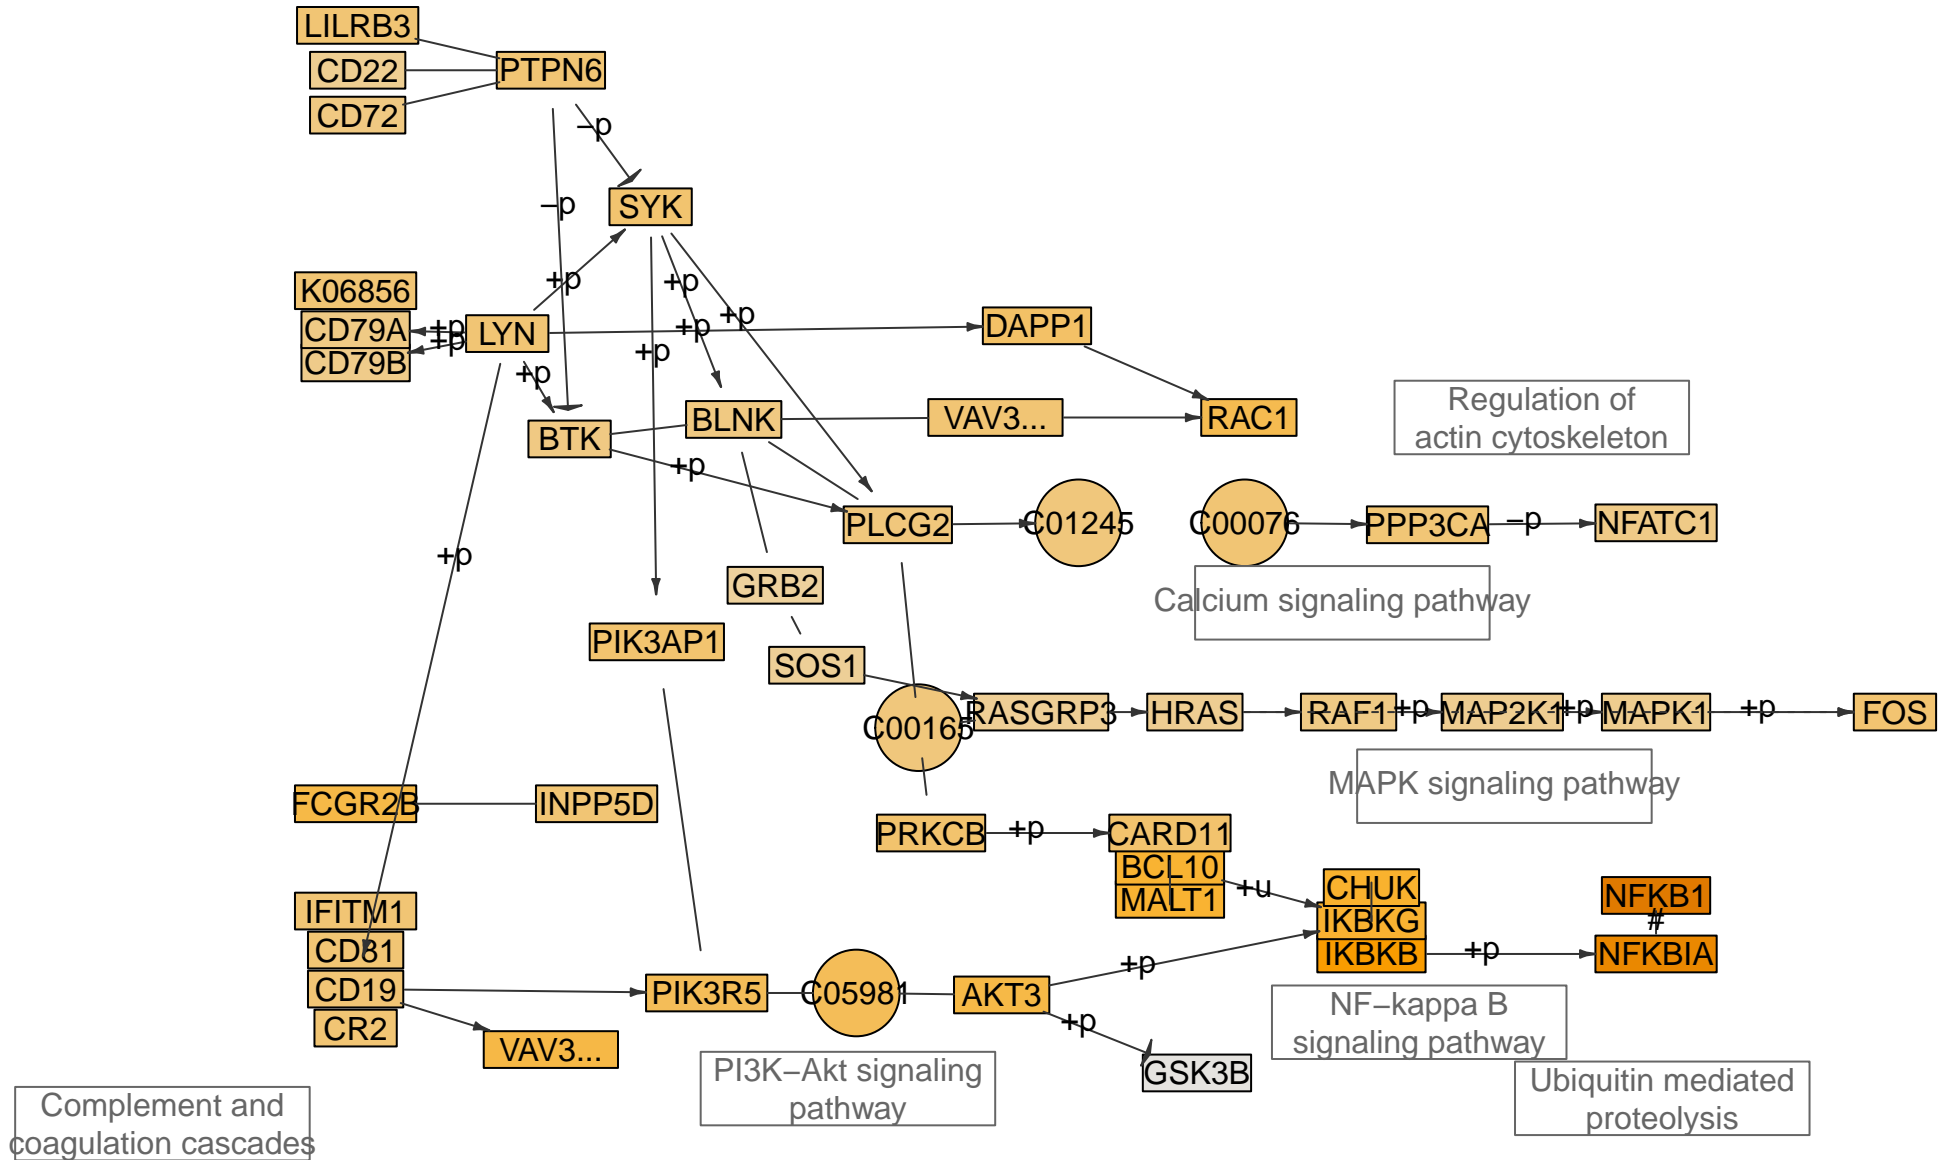 LILRB3
CD22
PTPN6
CD72
–p
SYK
–p
K06856
+p
+p
CD79A
+p
LYN
+p
+p
DAPP1
CD79B
+p
+p
+p
Regulation of
actin cytoskeleton
BTK
BLNK
VAV3...
RAC1
+p
PLCG2
C01245
C00076
PPP3CA
–p
NFATC1
+p
GRB2
Calcium signaling pathway
PIK3AP1
SOS1
C00165
RASGRP3
HRAS
RAF1
+p
MAP2K1
+p
MAPK1
+p
FOS
MAPK signaling pathway
FCGR2B
INPP5D
PRKCB
+p
CARD11
BCL10
MALT1
+u
CHUK
IKBKG
IKBKB
NFKB1
#
+p
NFKBIA
IFITM1
CD81
CD19
CR2
PIK3R5
C05981
AKT3
+p
+p
VAV3...
GSK3B
NF–kappa B
signaling pathway
PI3K–Akt signaling
pathway
Ubiquitin mediated
proteolysis
Complement and
coagulation cascades